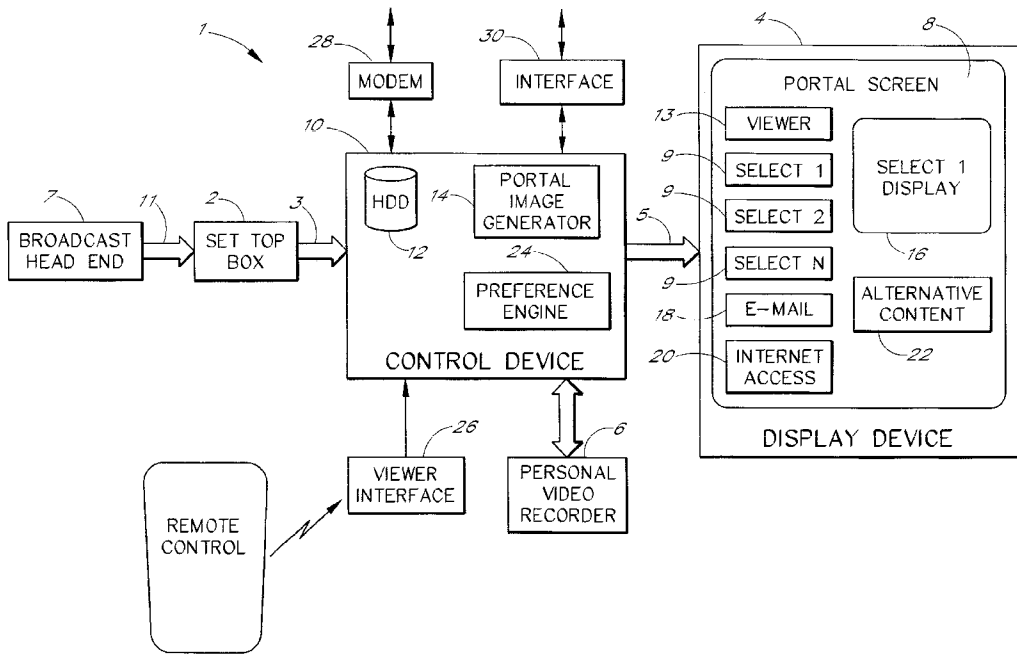 1
28
MODEM
30
INTERFACE
4
8
PORTAL SCREEN
13
VIEWER
9
SELECT 1
9
SELECT 2
9
SELECT N
18
E-MAIL
20
INTERNET
ACCESS
SELECT 1
DISPLAY
16
ALTERNATIVE
CONTENT
22
DISPLAY DEVICE
7
BROADCAST
HEAD END
11
2
SET TOP
BOX
3
10
HDD
12
14
PORTAL
IMAGE
GENERATOR
24
PREFERENCE
ENGINE
CONTROL DEVICE
5
26
VIEWER
INTERFACE
6
PERSONAL
VIDEO
RECORDER
REMOTE
CONTROL